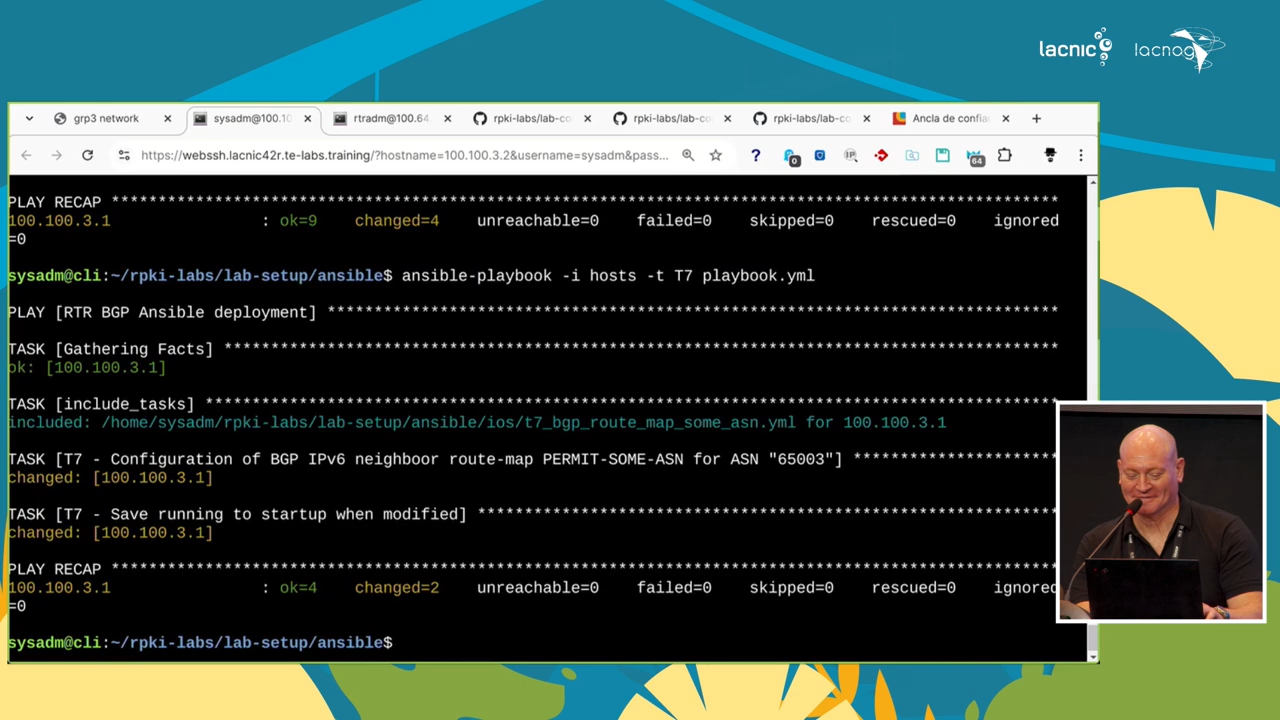 lacnic
lacnog
grp3 network
sysadm@100.10
rtradm@100.64.
rpki-labs/lab-co
rpki-labs/lab-co
rpki-labs/lab-co
Ancla de confia
https://webssh.lacnic42r.te-labs.training/?hostname=100.100.3.2&username=sysadm&pass...
0
IP
64
PLAY RECAP *******************************************************************************************
100.100.3.1 : ok=9 changed=4 unreachable=0 failed=0 skipped=0 rescued=0 ignored
=0
sysadm@cli:~/rpki-labs/lab-setup/ansible$ ansible-playbook -i hosts -t T7 playbook.yml
PLAY [RTR BGP Ansible deployment] ******************************************************************************
TASK [Gathering Facts] *****************************************************************************************
ok: [100.100.3.1]
TASK [include_tasks] *******************************************************************************************
included: /home/sysadm/rpki-labs/lab-setup/ansible/ios/t7_bgp_route_map_some_asn.yml for 100.100.3.1
TASK [T7 - Configuration of BGP IPv6 neighboor route-map PERMIT-SOME-ASN for ASN "65003"] **********************
changed: [100.100.3.1]
TASK [T7 - Save running to startup when modified] **************************************************************
changed: [100.100.3.1]
PLAY RECAP *****************************************************************************************************
100.100.3.1 : ok=4 changed=2 unreachable=0 failed=0 skipped=0 rescued=0 ignored
=0
sysadm@cli:~/rpki-labs/lab-setup/ansible$